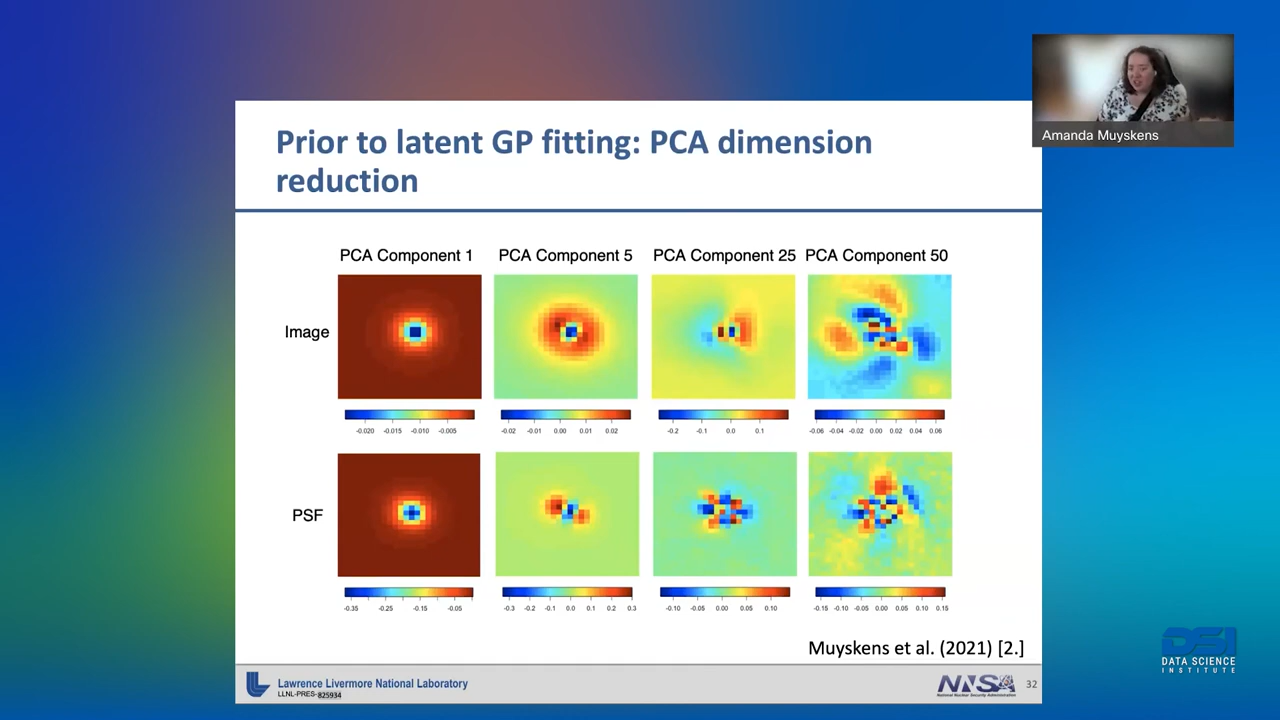 Amanda Muyskens
Prior to latent GP fitting: PCA dimension
reduction
PCA Component 1 PCA Component 5 PCA Component 25 PCA Component 50
Image
-0.020 -0.015 -0.010 -0.005
-0.02 -0.01 0.00 0.01 0.02
-0.2 -0.1 0.0 0.1
-0.06 -0.04 -0.02 0.00 0.02 0.04 0.06
PSF
-0.35 -0.25 -0.15 -0.05
-0.3 -0.2 -0.1 0.0 0.1 0.2 0.3
-0.10 -0.05 0.00 0.05 0.10
-0.15 -0.10 -0.05 0.00 0.05 0.10 0.15
Muyskens et al. (2021) [2.]
Lawrence Livermore National Laboratory
LLNL-PRES-825934
NNSA
National Nuclear Security Administration
32
DSI
DATA SCIENCE
INSTITUTE